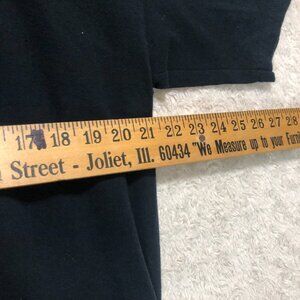 17 18 19 20 21 22 23 24 25 26 27 28
Street - Joliet, Ill. 60434 "We Measure up to your Furn